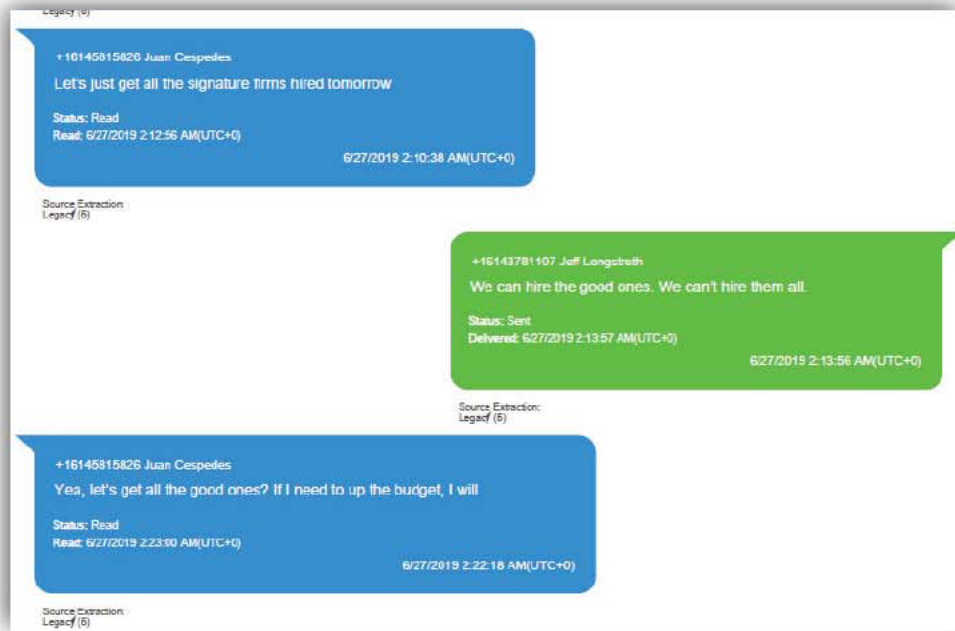 Legacy (6)
+16145815826 Juan Cespedes
Let's just get all the signature firms hired tomorrow
Status: Read
Read: 6/27/2019 2:12:56 AM(UTC+0)
6/27/2019 2:10:38 AM(UTC+0)
Source Extraction:
Legacy (6)
+16143781107 Jeff Longstreth
We can hire the good ones. We can't hire them all.
Status: Sent
Delivered: 6/27/2019 2:13:57 AM(UTC+0)
6/27/2019 2:13:56 AM(UTC+0)
Source Extraction:
Legacy (6)
+16145815826 Juan Cespedes
Yea, let's get all the good ones? If I need to up the budget, I will
Status: Read
Read: 6/27/2019 2:23:00 AM(UTC+0)
6/27/2019 2:22:18 AM(UTC+0)
Source Extraction:
Legacy (6)